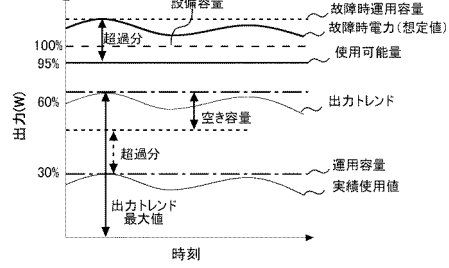 設備容量
故障時運用容量
故障時電力(想定値)
超過分
100%
使用可能量
95%
60%
出力トレンド
空き容量
出力(W)
超過分
30%
運用容量
実績使用値
出力トレンド
最大値
時刻